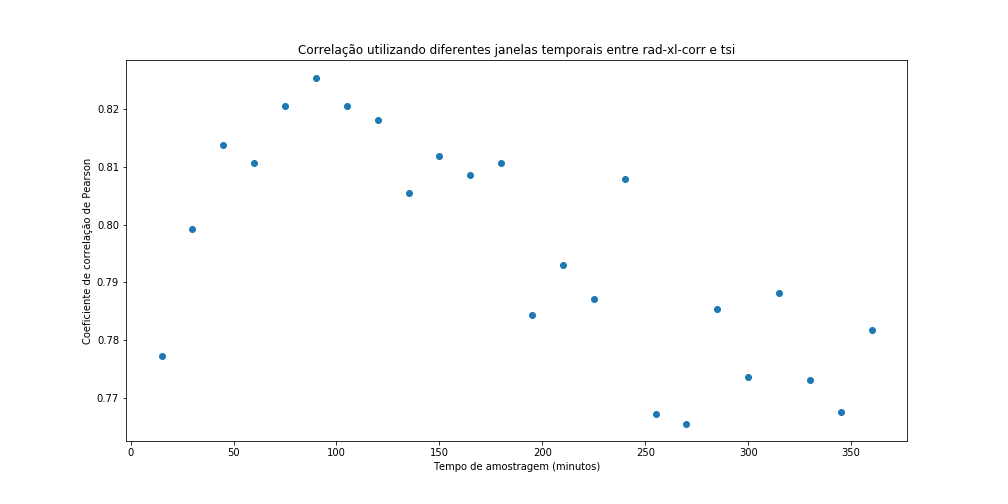 Correlação utilizando diferentes janelas temporais entre rad-xl-corr e tsi
Coeficiente de correlação de Pearson
0.82
0.81
0.80
0.79
0.78
0.77
0 50 100 150 200 250 300 350
Tempo de amostragem (minutos)